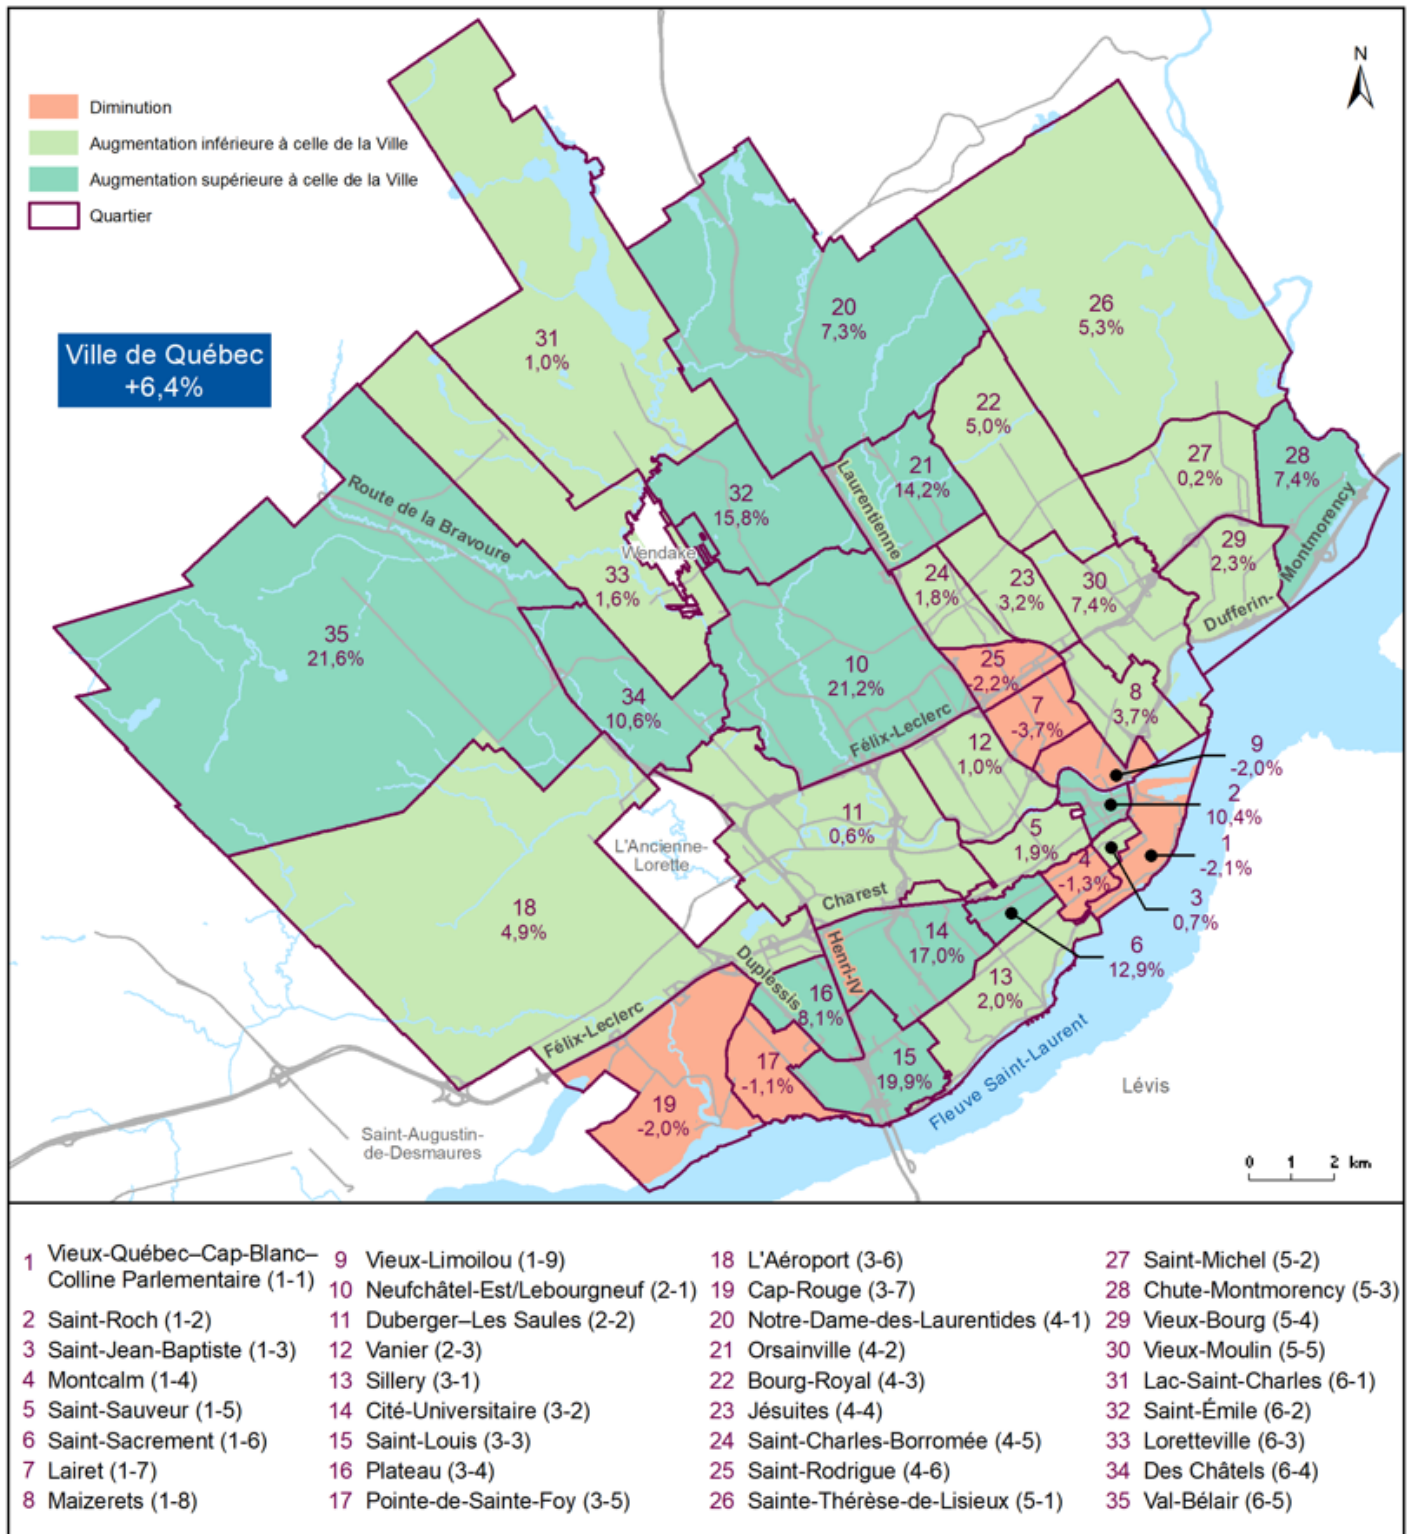 N
Diminution
Augmentation inférieure à celle de la Ville
Augmentation supérieure à celle de la Ville
Quartier
Ville de Québec
+6,4%
31
1,0%
20
7,3%
26
5,3%
22
5,0%
27
0,2%
28
7,4%
21
14,2%
32
15,8%
Laurentienne
Route de la Bravoure
Wendake
29
2,3%
Montmorency
Dufferin-
33
1,6%
24
1,8%
23
3,2%
30
7,4%
35
21,6%
34
10,6%
10
21,2%
25
-2,2%
7
-3,7%
8
3,7%
Félix-Leclerc
12
1,0%
9
-2,0%
2
10,4%
11
0,6%
5
1,9%
1
-2,1%
L'Ancienne-
Lorette
4
-1,3%
Charest
3
0,7%
18
4,9%
14
17,0%
6
12,9%
Henri-IV
Duplessis
16
8,1%
13
2,0%
Félix-Leclerc
17
-1,1%
15
19,9%
Fleuve Saint-Laurent
Lévis
19
-2,0%
Saint-Augustin-
de-Desmaures
0 1 2 km
1 Vieux-Québec–Cap-Blanc–
Colline Parlementaire (1-1)
2 Saint-Roch (1-2)
3 Saint-Jean-Baptiste (1-3)
4 Montcalm (1-4)
5 Saint-Sauveur (1-5)
6 Saint-Sacrement (1-6)
7 Lairet (1-7)
8 Maizerets (1-8)
9 Vieux-Limoilou (1-9)
10 Neufchâtel-Est/Lebourgneuf (2-1)
11 Duberger–Les Saules (2-2)
12 Vanier (2-3)
13 Sillery (3-1)
14 Cité-Universitaire (3-2)
15 Saint-Louis (3-3)
16 Plateau (3-4)
17 Pointe-de-Sainte-Foy (3-5)
18 L'Aéroport (3-6)
19 Cap-Rouge (3-7)
20 Notre-Dame-des-Laurentides (4-1)
21 Orsainville (4-2)
22 Bourg-Royal (4-3)
23 Jésuites (4-4)
24 Saint-Charles-Borromée (4-5)
25 Saint-Rodrigue (4-6)
26 Sainte-Thérèse-de-Lisieux (5-1)
27 Saint-Michel (5-2)
28 Chute-Montmorency (5-3)
29 Vieux-Bourg (5-4)
30 Vieux-Moulin (5-5)
31 Lac-Saint-Charles (6-1)
32 Saint-Émile (6-2)
33 Loretteville (6-3)
34 Des Châtels (6-4)
35 Val-Bélair (6-5)